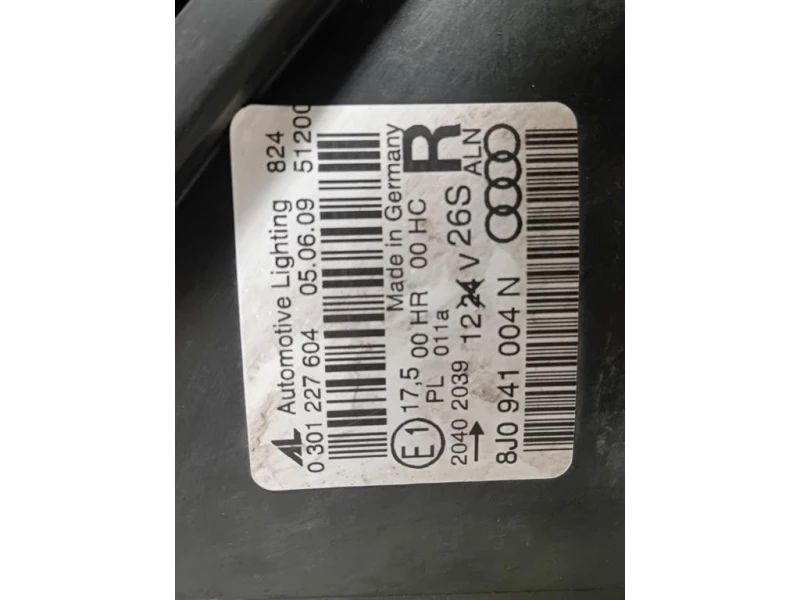 AL Automotive Lighting 824
0 301 227 604 05.06.09 5120
Made in Germany
E1 17,5 00 HR 00 HC R
PL 011a
2040 2039 12 24 V 26S ALN
→
8J0 941 004 N